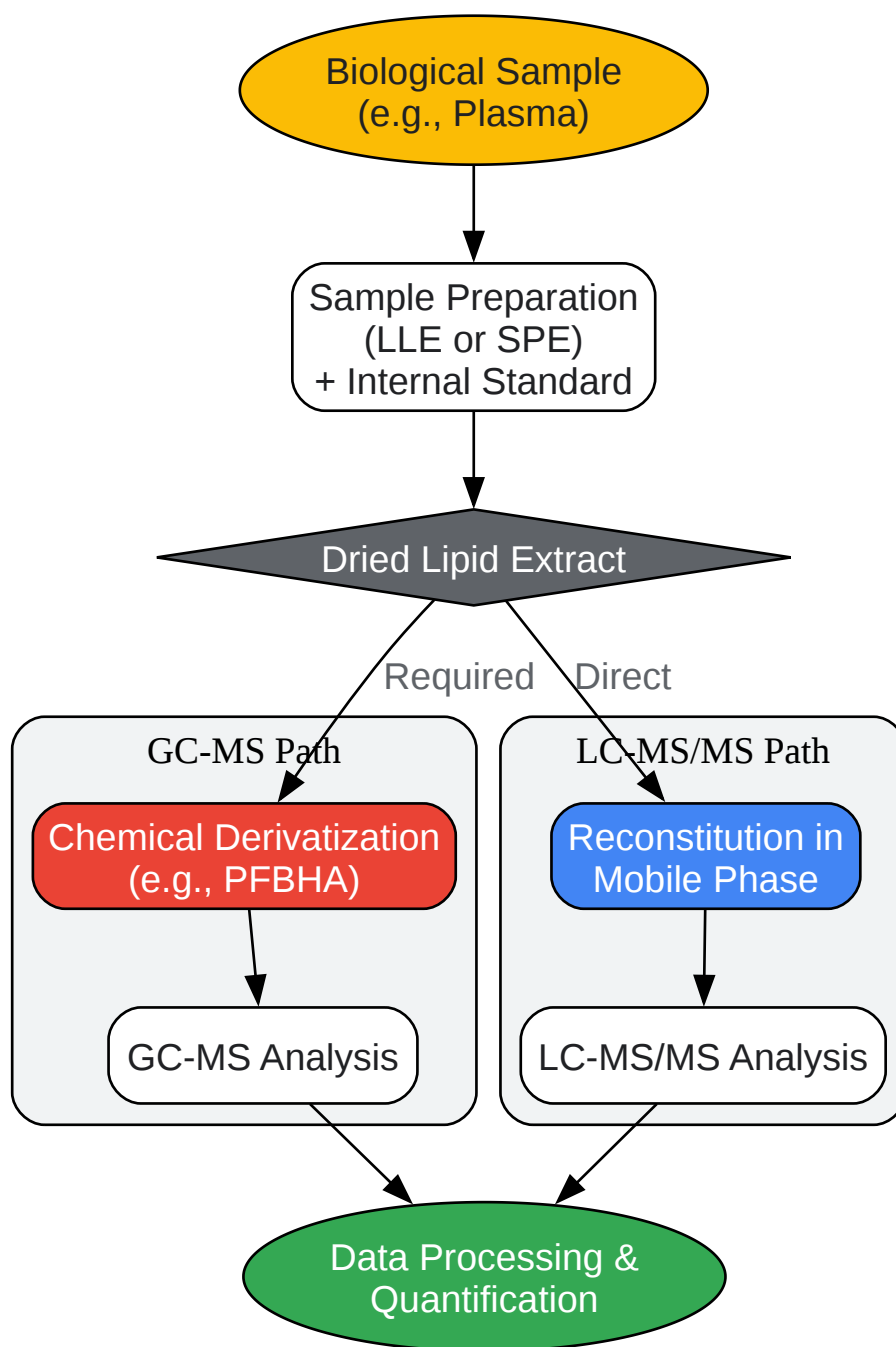 Biological Sample
(e.g., Plasma)
Sample Preparation
(LLE or SPE)
+ Internal Standard
Dried Lipid Extract
Required
Direct
GC-MS Path
LC-MS/MS Path
Chemical Derivatization
(e.g., PFBHA)
Reconstitution in
Mobile Phase
GC-MS Analysis
LC-MS/MS Analysis
Data Processing &
Quantification